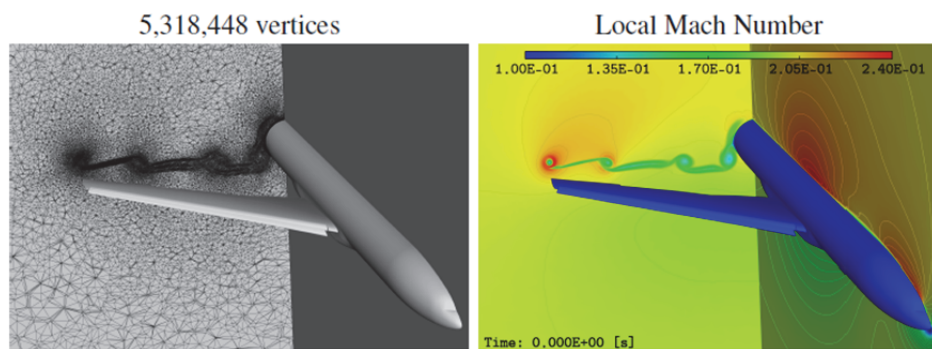 5,318,448 vertices
Local Mach Number
1.00E-01 1.35E-01 1.70E-01 2.05E-01 2.40E-01
Time: 0.000E+00 [s]